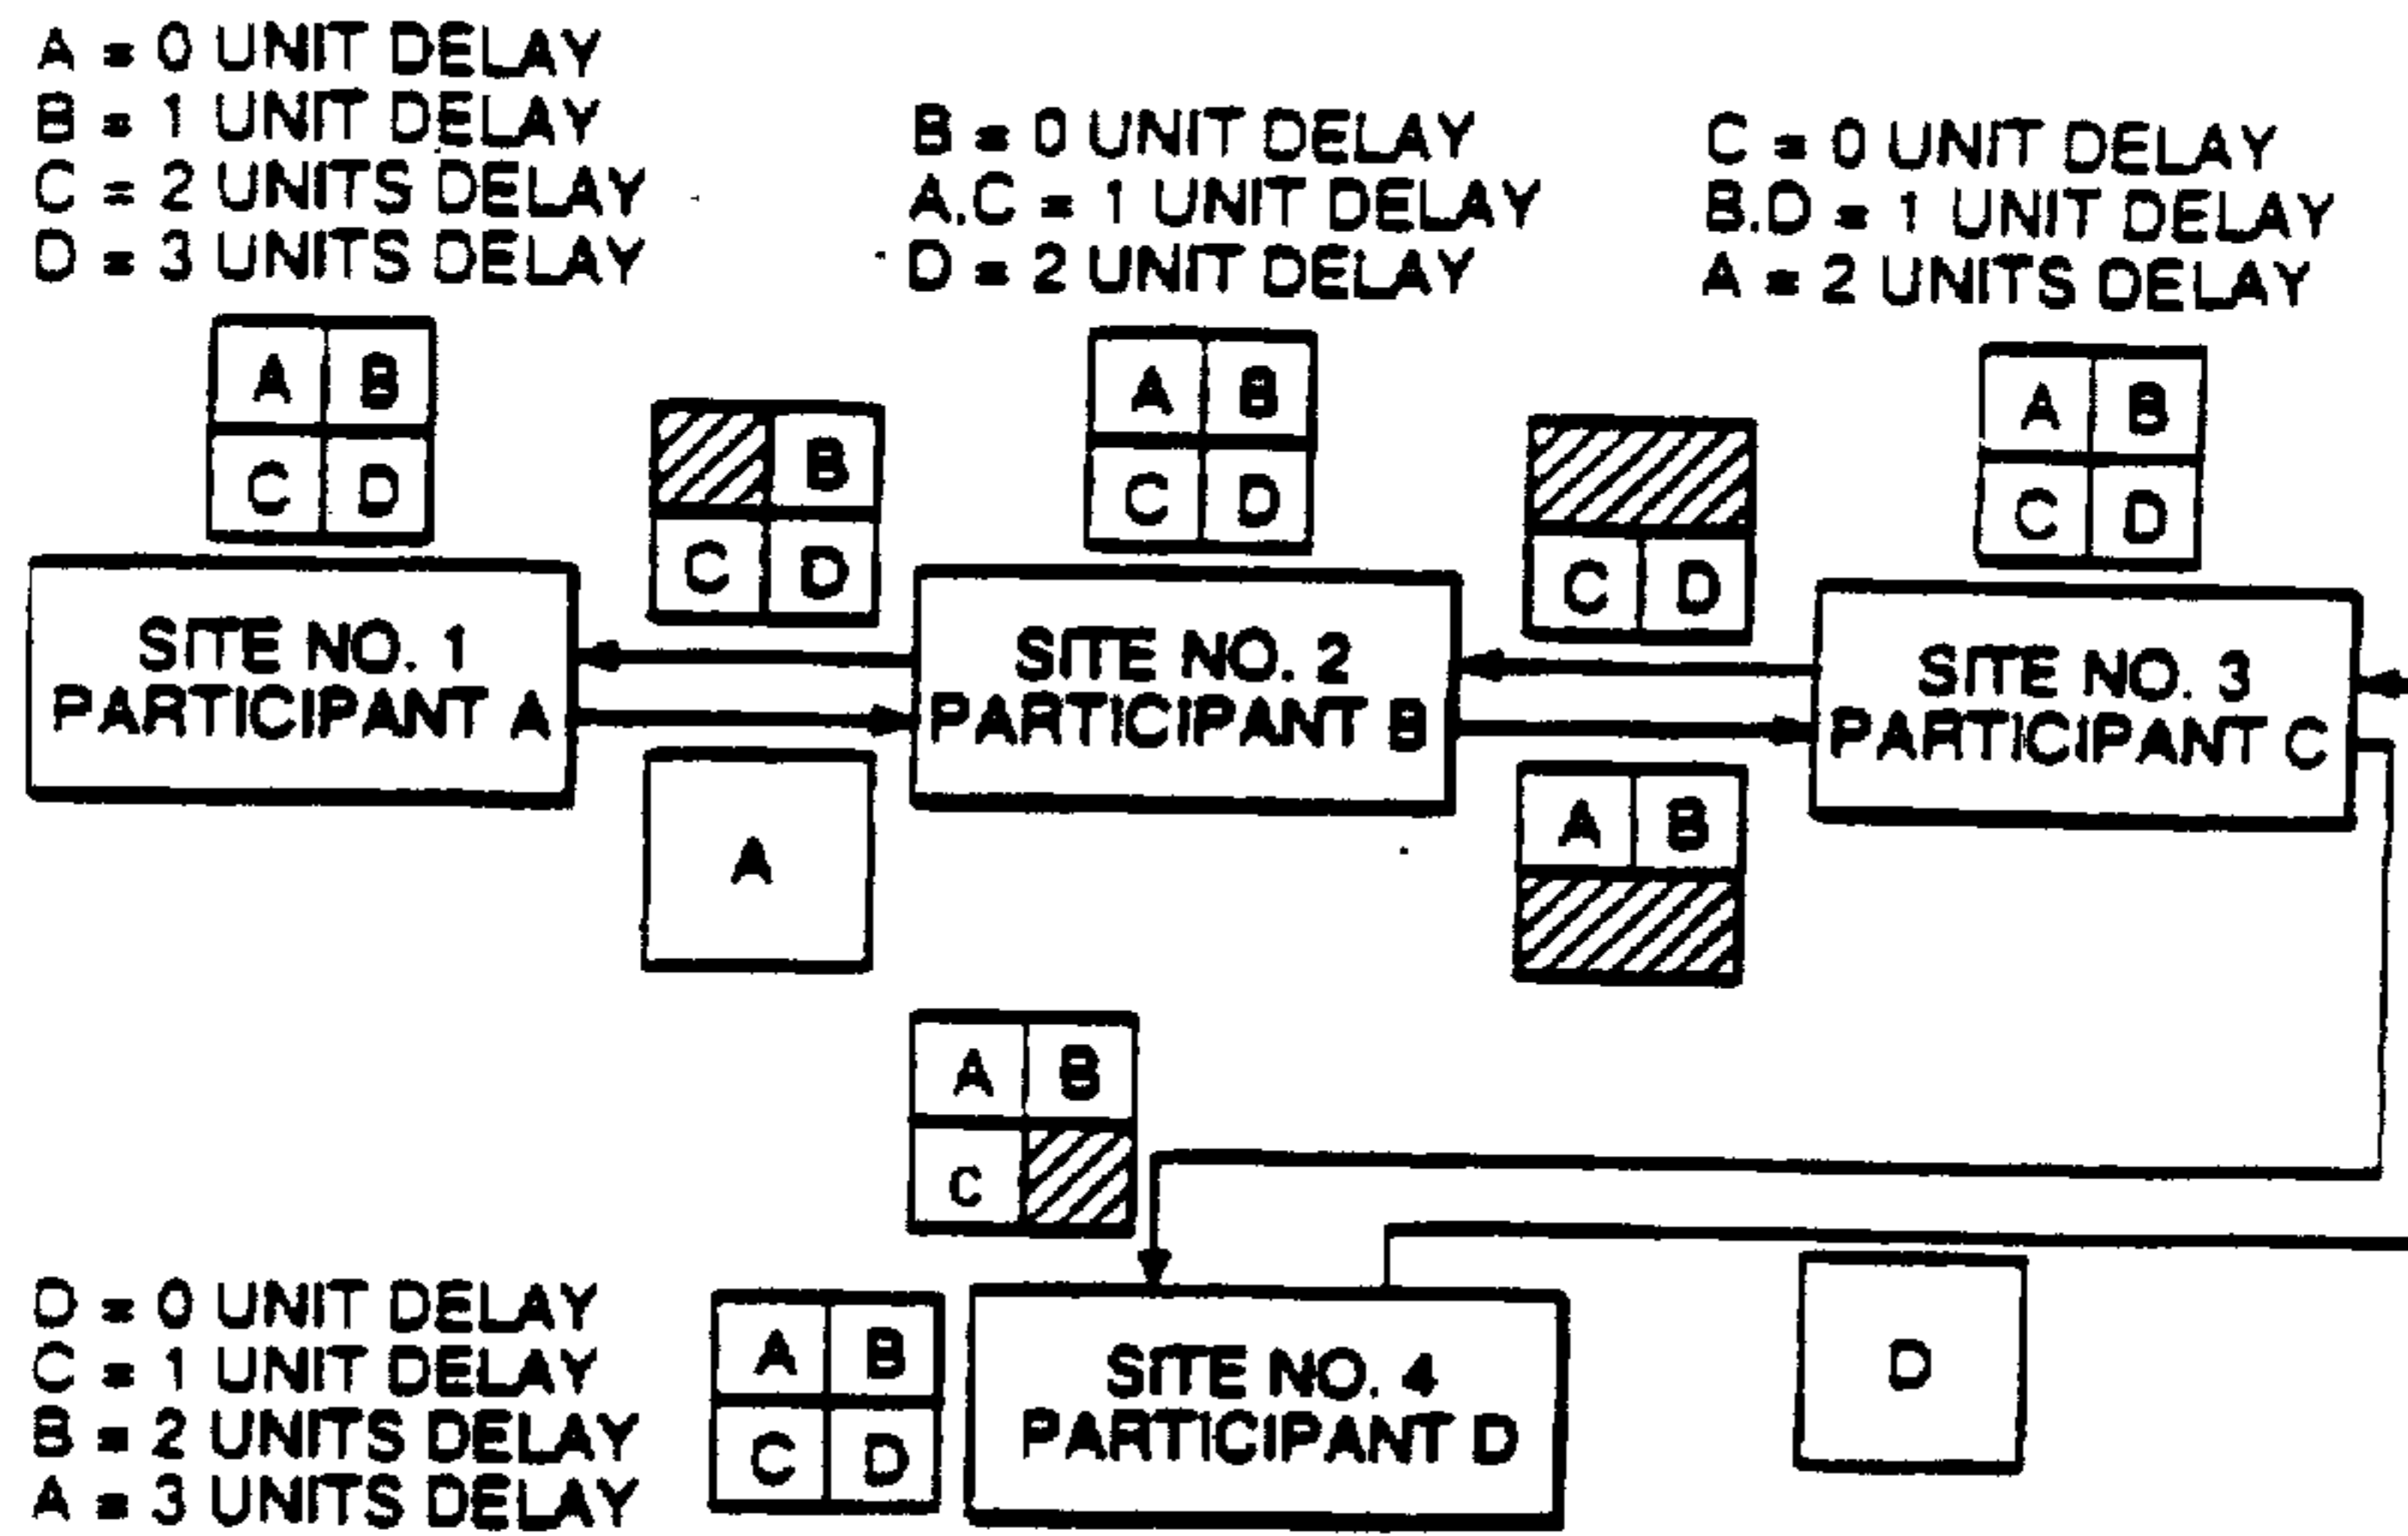 A = 0 UNIT DELAY
B = 1 UNIT DELAY
C = 2 UNITS DELAY
D = 3 UNITS DELAY
B = 0 UNIT DELAY
A.C = 1 UNIT DELAY
D = 2 UNIT DELAY
C = 0 UNIT DELAY
B.D = 1 UNIT DELAY
A = 2 UNITS DELAY
A B
C D
B
C D
A B
C D
C D
A B
C D
SITE NO. 1
PARTICIPANT A
SITE NO. 2
PARTICIPANT B
SITE NO. 3
PARTICIPANT C
A
A B
A B
C
D = 0 UNIT DELAY
C = 1 UNIT DELAY
B = 2 UNITS DELAY
A = 3 UNITS DELAY
A B
C D
SITE NO. 4
PARTICIPANT D
D